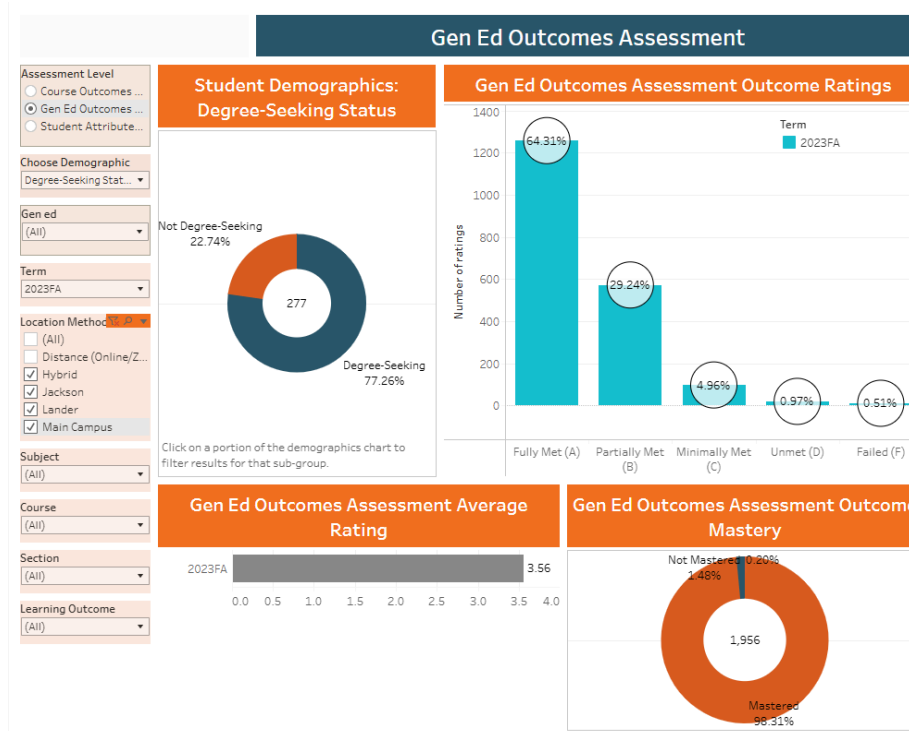 Gen Ed Outcomes Assessment
Assessment Level
Course Outcomes ...
Gen Ed Outcomes ...
Student Attribute...
Choose Demographic
Degree-Seeking Stat...
Gen ed
(All)
Term
2023FA
Location Method
(All)
Distance (Online/Z...
Hybrid
Jackson
Lander
Main Campus
Subject
(All)
Course
(All)
Section
(All)
Learning Outcome
(All)
Student Demographics:
Degree-Seeking Status
Not Degree-Seeking
22.74%
277
Degree-Seeking
77.26%
Click on a portion of the demographics chart to
filter results for that sub-group.
Gen Ed Outcomes Assessment Outcome Ratings
Number of ratings
1400
1200
1000
800
600
400
200
0
Term
2023FA
64.31%
29.24%
4.96%
0.97%
0.51%
Fully Met (A)
Partially Met
(B)
Minimally Met
(C)
Unmet (D)
Failed (F)
Gen Ed Outcomes Assessment Average
Rating
2023FA
3.56
0.0 0.5 1.0 1.5 2.0 2.5 3.0 3.5 4.0
Gen Ed Outcomes Assessment Outcome
Mastery
Not Mastered 0.20%
1.48%
1,956
Mastered
98.31%